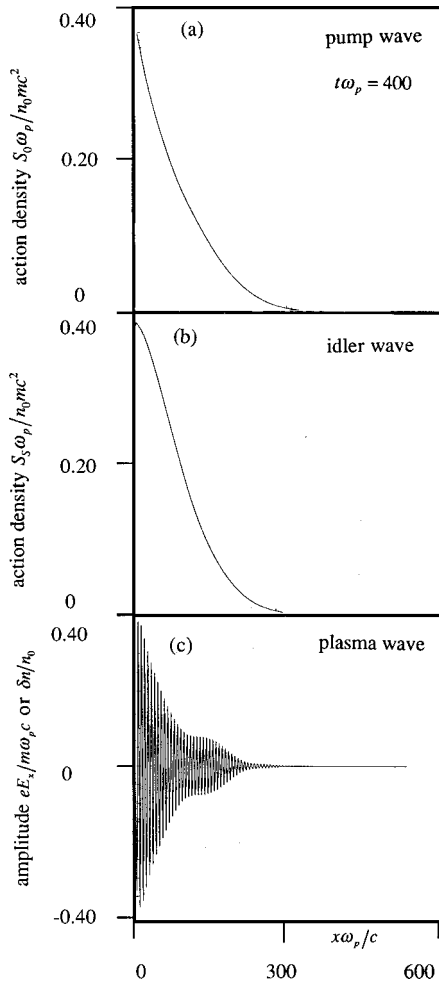 0.40
(a)
pump wave
tω_p = 400
action density S_0ω_p/n_0mc^2
0.20
0
0.40
(b)
idler wave
action density S_sω_p/n_0mc^2
0.20
0
0.40
(c)
plasma wave
amplitude eE_x/mω_pc or δn/n_0
0
-0.40
xω_p/c
0 300 600